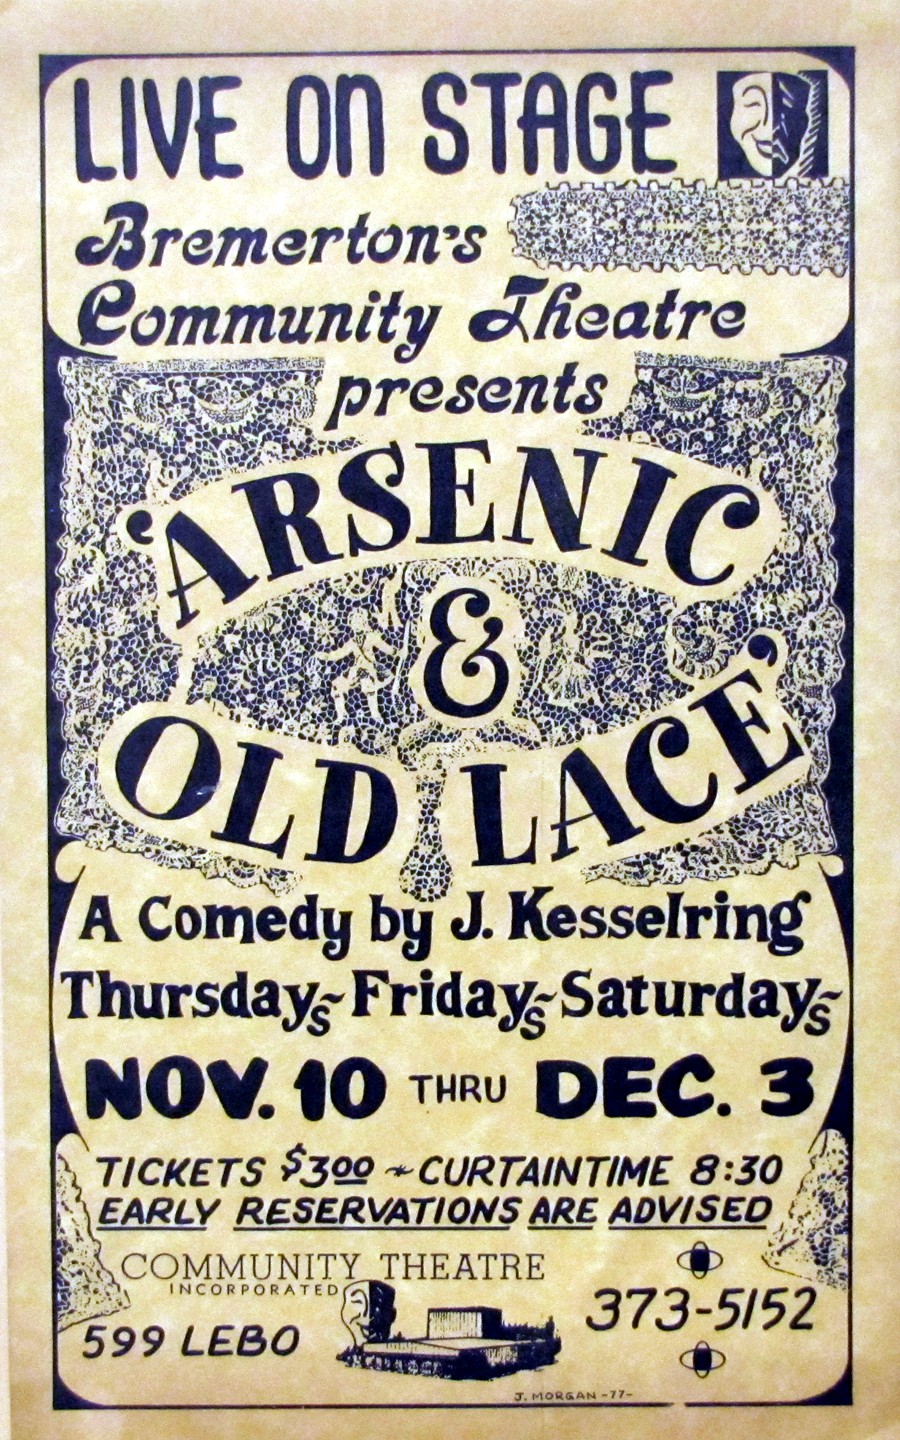 LIVE ON STAGE
Bremerton's
Community Theatre
presents
'ARSENIC
&
OLD LACE'
A Comedy by J. Kesselring
Thursdays~Fridays~Saturdays~
NOV. 10 THRU DEC. 3
TICKETS $3.00 ~ CURTAINTIME 8:30
EARLY RESERVATIONS ARE ADVISED
COMMUNITY THEATRE
INCORPORATED
599 LEBO
373-5152
J. MORGAN -77-